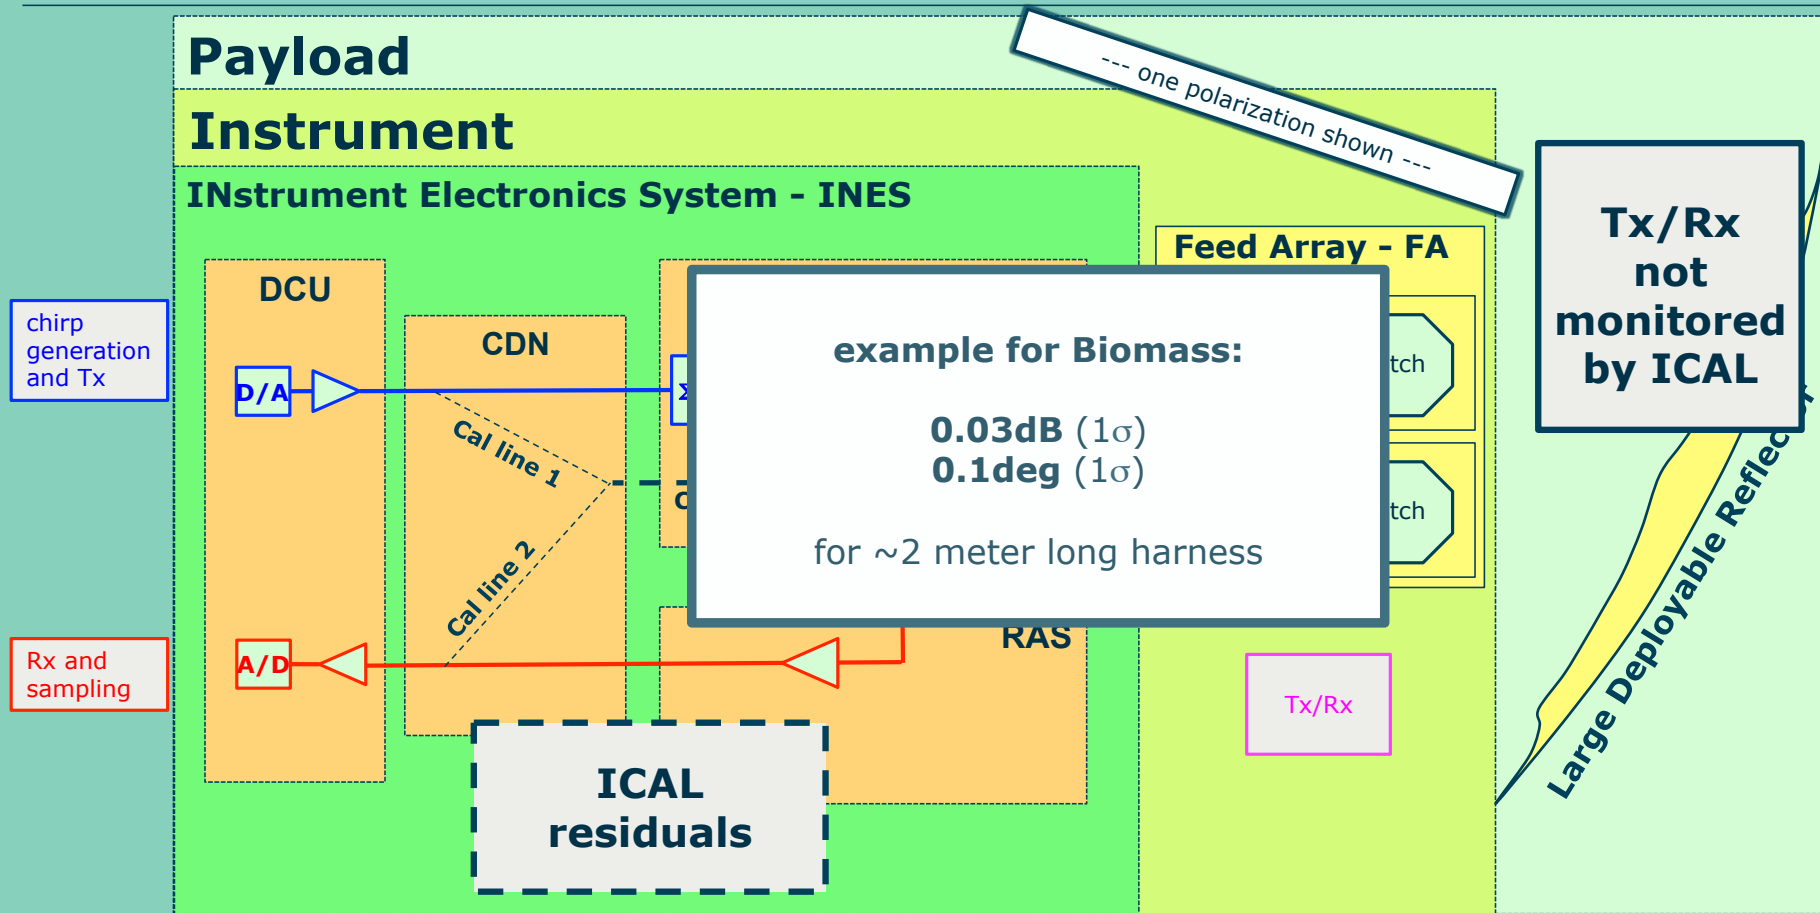 Payload
--- one polarization shown ---
Instrument
INstrument Electronics System - INES
Tx/Rx
not
monitored
by ICAL
Feed Array - FA
DCU
CDN
chirp
generation
and Tx
D/A
Cal line 1
Cal line 2
example for Biomass:
0.03dB (1σ)
0.1deg (1σ)
for ~2 meter long harness
tch
tch
Large Deployable Reflector
RAS
Rx and
sampling
A/D
Tx/Rx
ICAL
residuals